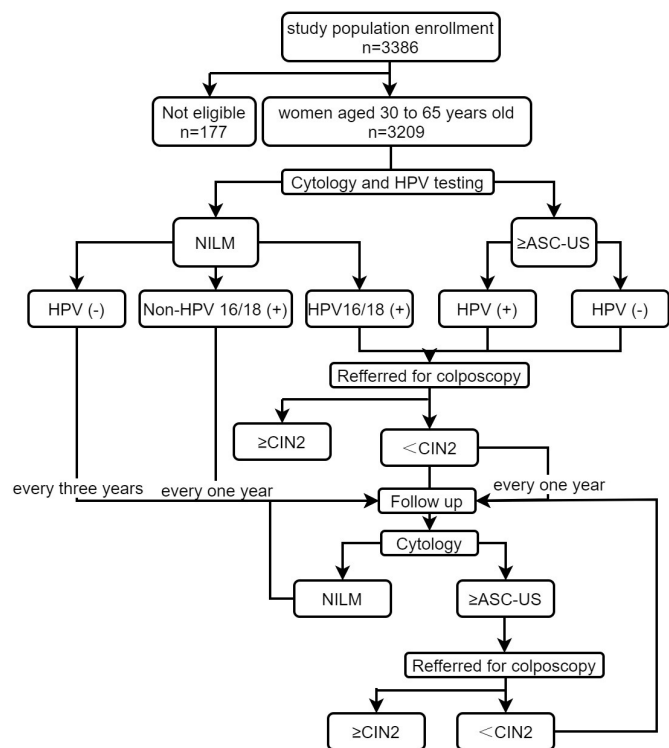 study population enrollment
n=3386
Not eligible
n=177
women aged 30 to 65 years old
n=3209
Cytology and HPV testing
NILM
≥ASC-US
HPV (-)
Non-HPV 16/18 (+)
HPV16/18 (+)
HPV (+)
HPV (-)
Refferred for colposcopy
≥CIN2
＜CIN2
every three years
every one year
every one year
Follow up
Cytology
NILM
≥ASC-US
Refferred for colposcopy
≥CIN2
＜CIN2